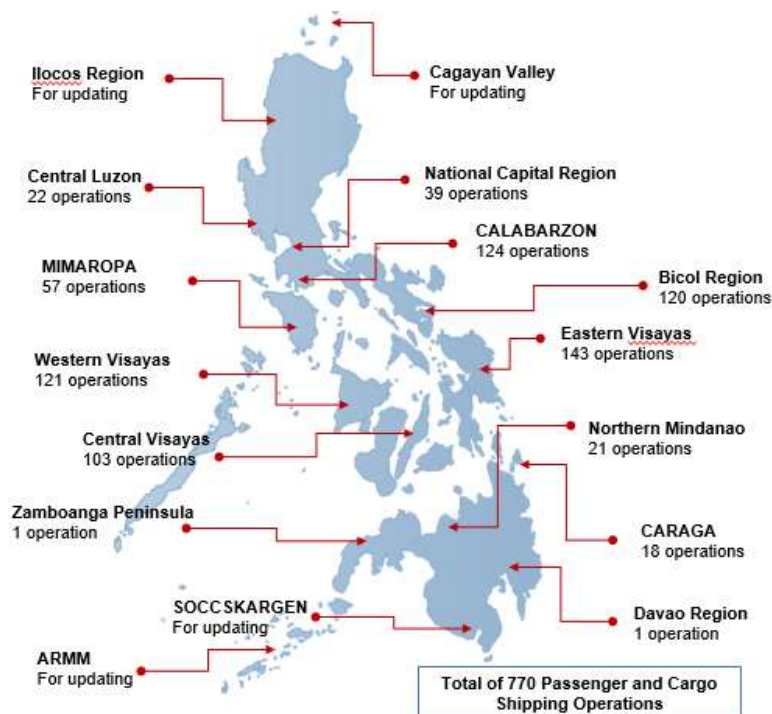 Ilocos Region
For updating
Cagayan Valley
For updating
Central Luzon
22 operations
National Capital Region
39 operations
CALABARZON
124 operations
MIMAROPA
57 operations
Bicol Region
120 operations
Eastern Visayas
143 operations
Western Visayas
121 operations
Central Visayas
103 operations
Northern Mindanao
21 operations
Zamboanga Peninsula
1 operation
CARAGA
18 operations
SOCCSKARGEN
For updating
Davao Region
1 operation
ARMM
For updating
Total of 770 Passenger and Cargo
Shipping Operations